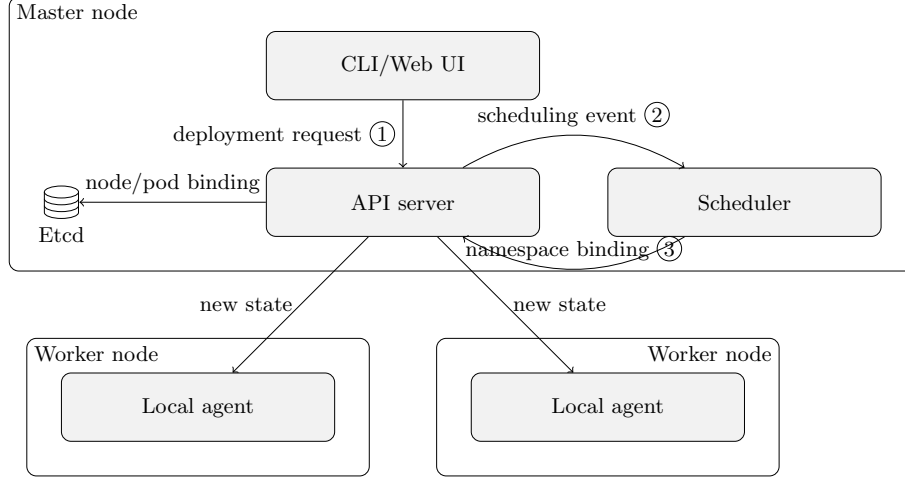 Master node
CLI/Web UI
deployment request 1
scheduling event 2
node/pod binding
API server
Scheduler
Etcd
namespace binding 3
new state
new state
Worker node
Worker node
Local agent
Local agent